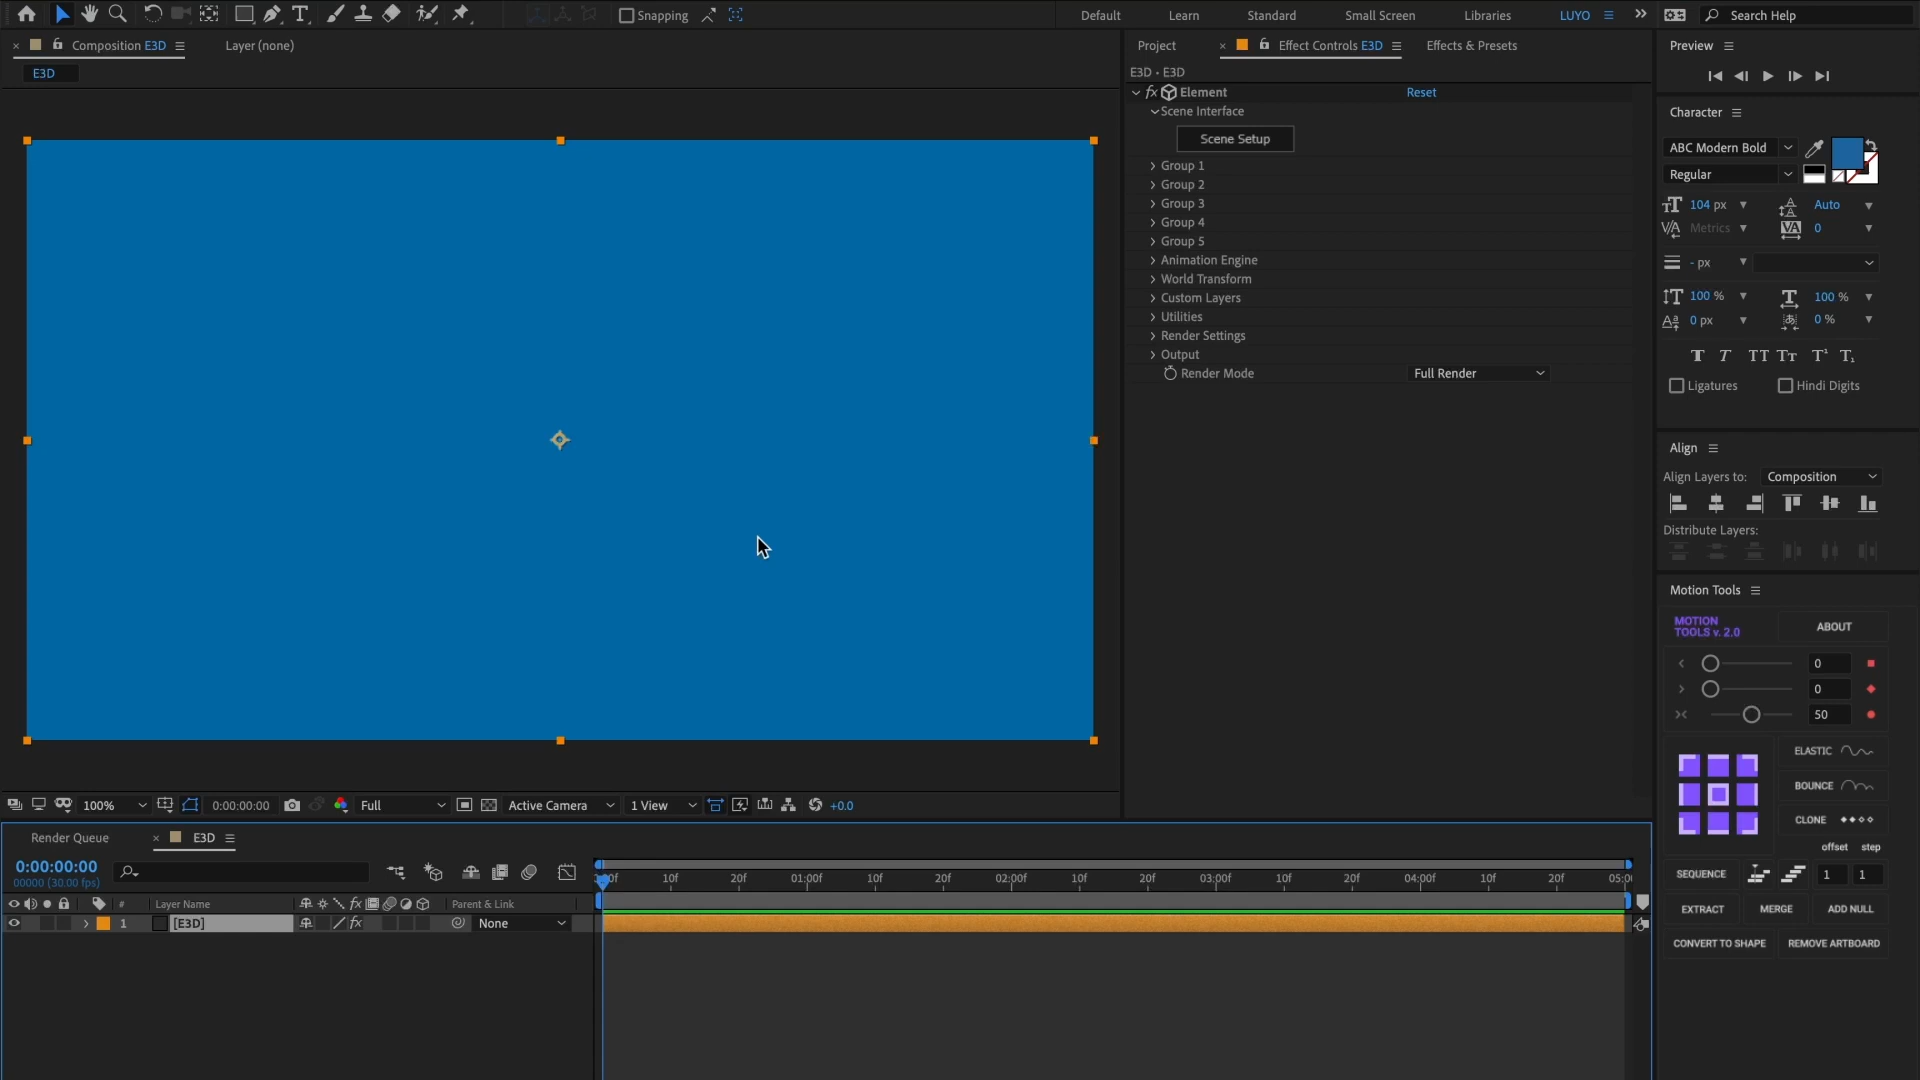 Snapping
Default
Learn
Standard
Small Screen
Libraries
LUYO
Search Help
Composition E3D
Layer (none)
E3D
Project
Effect Controls E3D
Effects & Presets
E3D • E3D
fx Element
Reset
Scene Interface
Scene Setup
Group 1
Group 2
Group 3
Group 4
Group 5
Animation Engine
World Transform
Custom Layers
Utilities
Render Settings
Output
Render Mode
Full Render
Preview
Character
ABC Modern Bold
Regular
104 px
Auto
Metrics
0
- px
100 %
100 %
0 px
0 %
Ligatures
Hindi Digits
Align
Align Layers to:
Composition
Distribute Layers:
Motion Tools
MOTION
TOOLS v. 2.0
ABOUT
0
0
50
ELASTIC
BOUNCE
CLONE
offset
step
SEQUENCE
1
1
EXTRACT
MERGE
ADD NULL
CONVERT TO SHAPE
REMOVE ARTBOARD
100%
0:00:00:00
Full
Active Camera
1 View
+0.0
Render Queue
E3D
0:00:00:00
00000 (30.00 fps)
#
Layer Name
Parent & Link
1
[E3D]
None
10f
20f
01:00f
10f
20f
02:00f
10f
20f
03:00f
10f
20f
04:00f
10f
20f